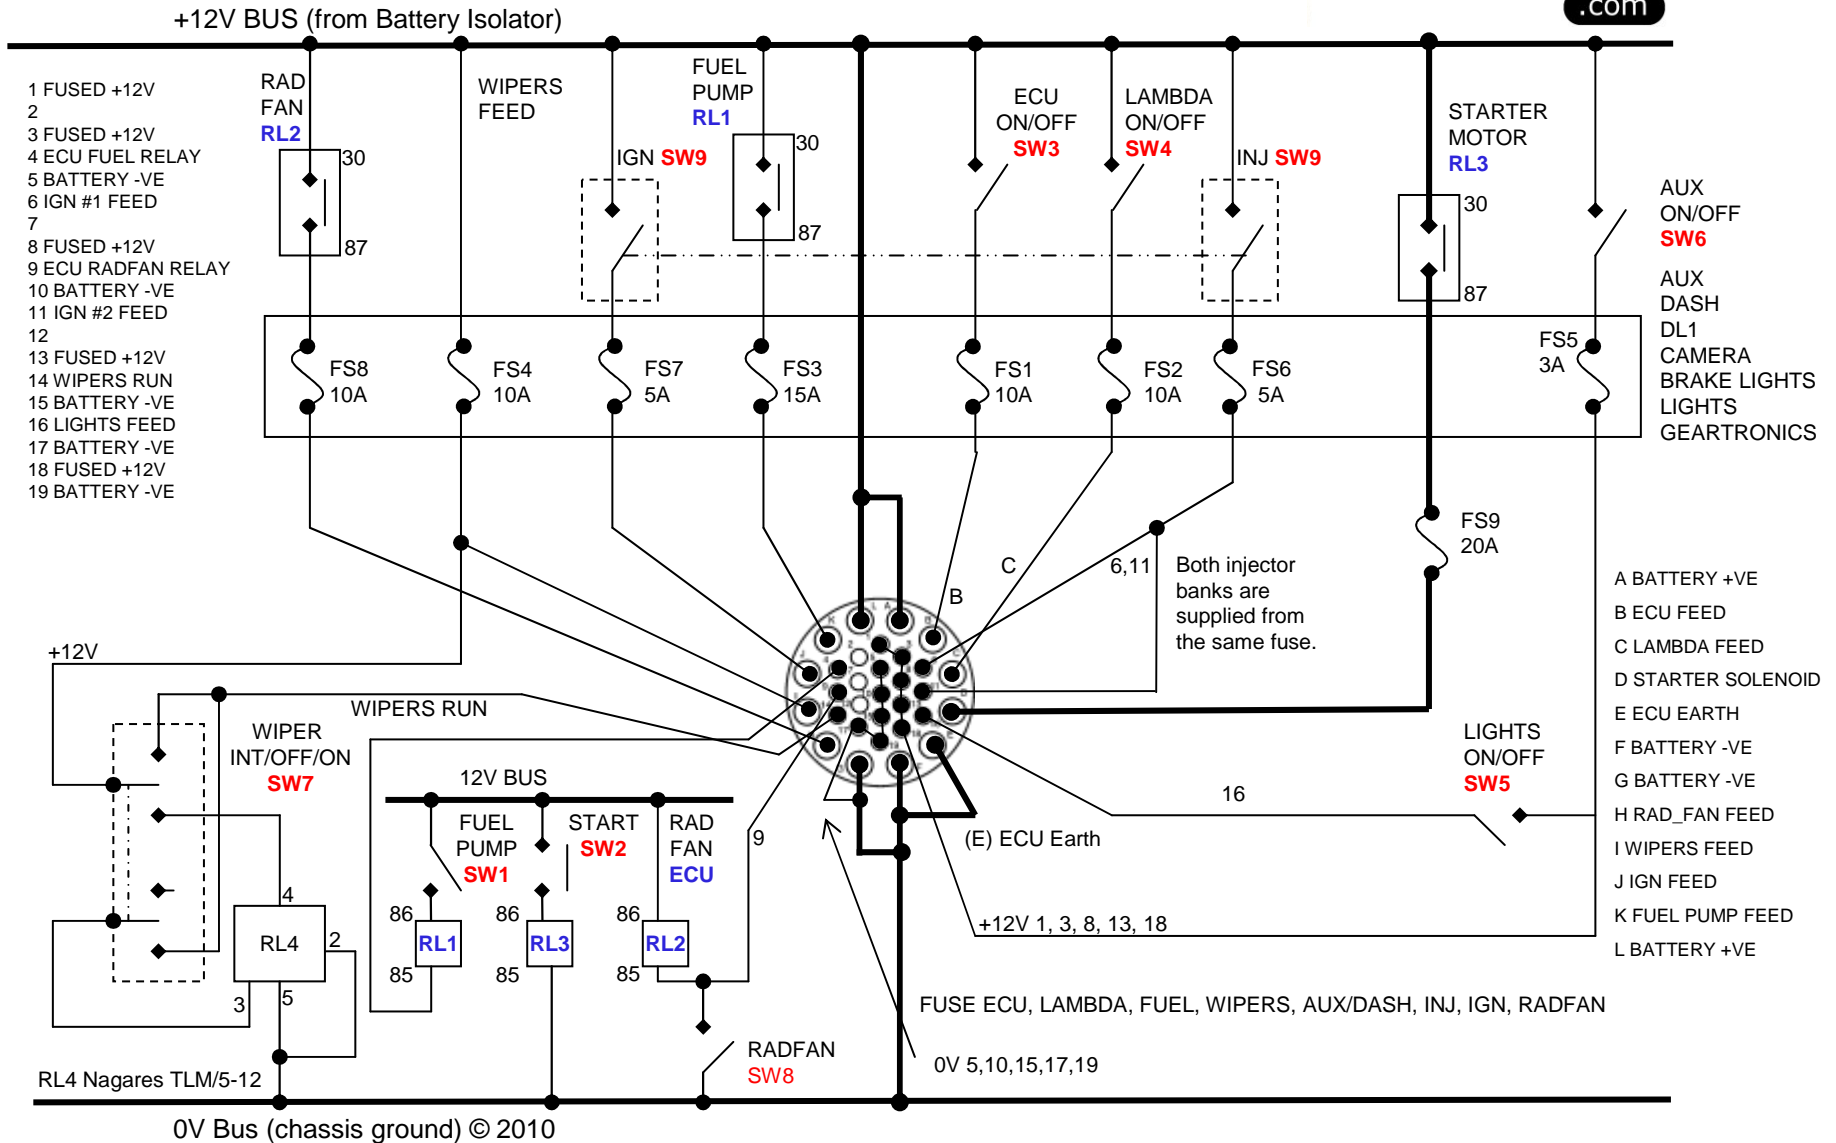 +12V BUS (from Battery Isolator)
.com
1 FUSED +12V
2
3 FUSED +12V
4 ECU FUEL RELAY
5 BATTERY -VE
6 IGN #1 FEED
7
8 FUSED +12V
9 ECU RADFAN RELAY
10 BATTERY -VE
11 IGN #2 FEED
12
13 FUSED +12V
14 WIPERS RUN
15 BATTERY -VE
16 LIGHTS FEED
17 BATTERY -VE
18 FUSED +12V
19 BATTERY -VE
RAD
FAN
RL2
30
87
WIPERS
FEED
IGN SW9
FUEL
PUMP
RL1
30
87
ECU
ON/OFF
SW3
LAMBDA
ON/OFF
SW4
INJ SW9
STARTER
MOTOR
RL3
30
87
AUX
ON/OFF
SW6
AUX
DASH
DL1
CAMERA
BRAKE LIGHTS
LIGHTS
GEARTRONICS
FS8
10A
FS4
10A
FS7
5A
FS3
15A
FS1
10A
FS2
10A
FS6
5A
FS5
3A
FS9
20A
B
C
6,11
Both injector
banks are
supplied from
the same fuse.
A BATTERY +VE
B ECU FEED
C LAMBDA FEED
D STARTER SOLENOID
E ECU EARTH
F BATTERY -VE
G BATTERY -VE
H RAD_FAN FEED
I WIPERS FEED
J IGN FEED
K FUEL PUMP FEED
L BATTERY +VE
+12V
WIPERS RUN
WIPER
INT/OFF/ON
SW7
12V BUS
FUEL
PUMP
SW1
START
SW2
RAD
FAN
ECU
9
86
RL1
85
86
RL3
85
86
RL2
85
4
RL4
2
3
5
LIGHTS
ON/OFF
SW5
16
(E) ECU Earth
+12V 1, 3, 8, 13, 18
FUSE ECU, LAMBDA, FUEL, WIPERS, AUX/DASH, INJ, IGN, RADFAN
0V 5,10,15,17,19
RADFAN
SW8
RL4 Nagares TLM/5-12
0V Bus (chassis ground) © 2010